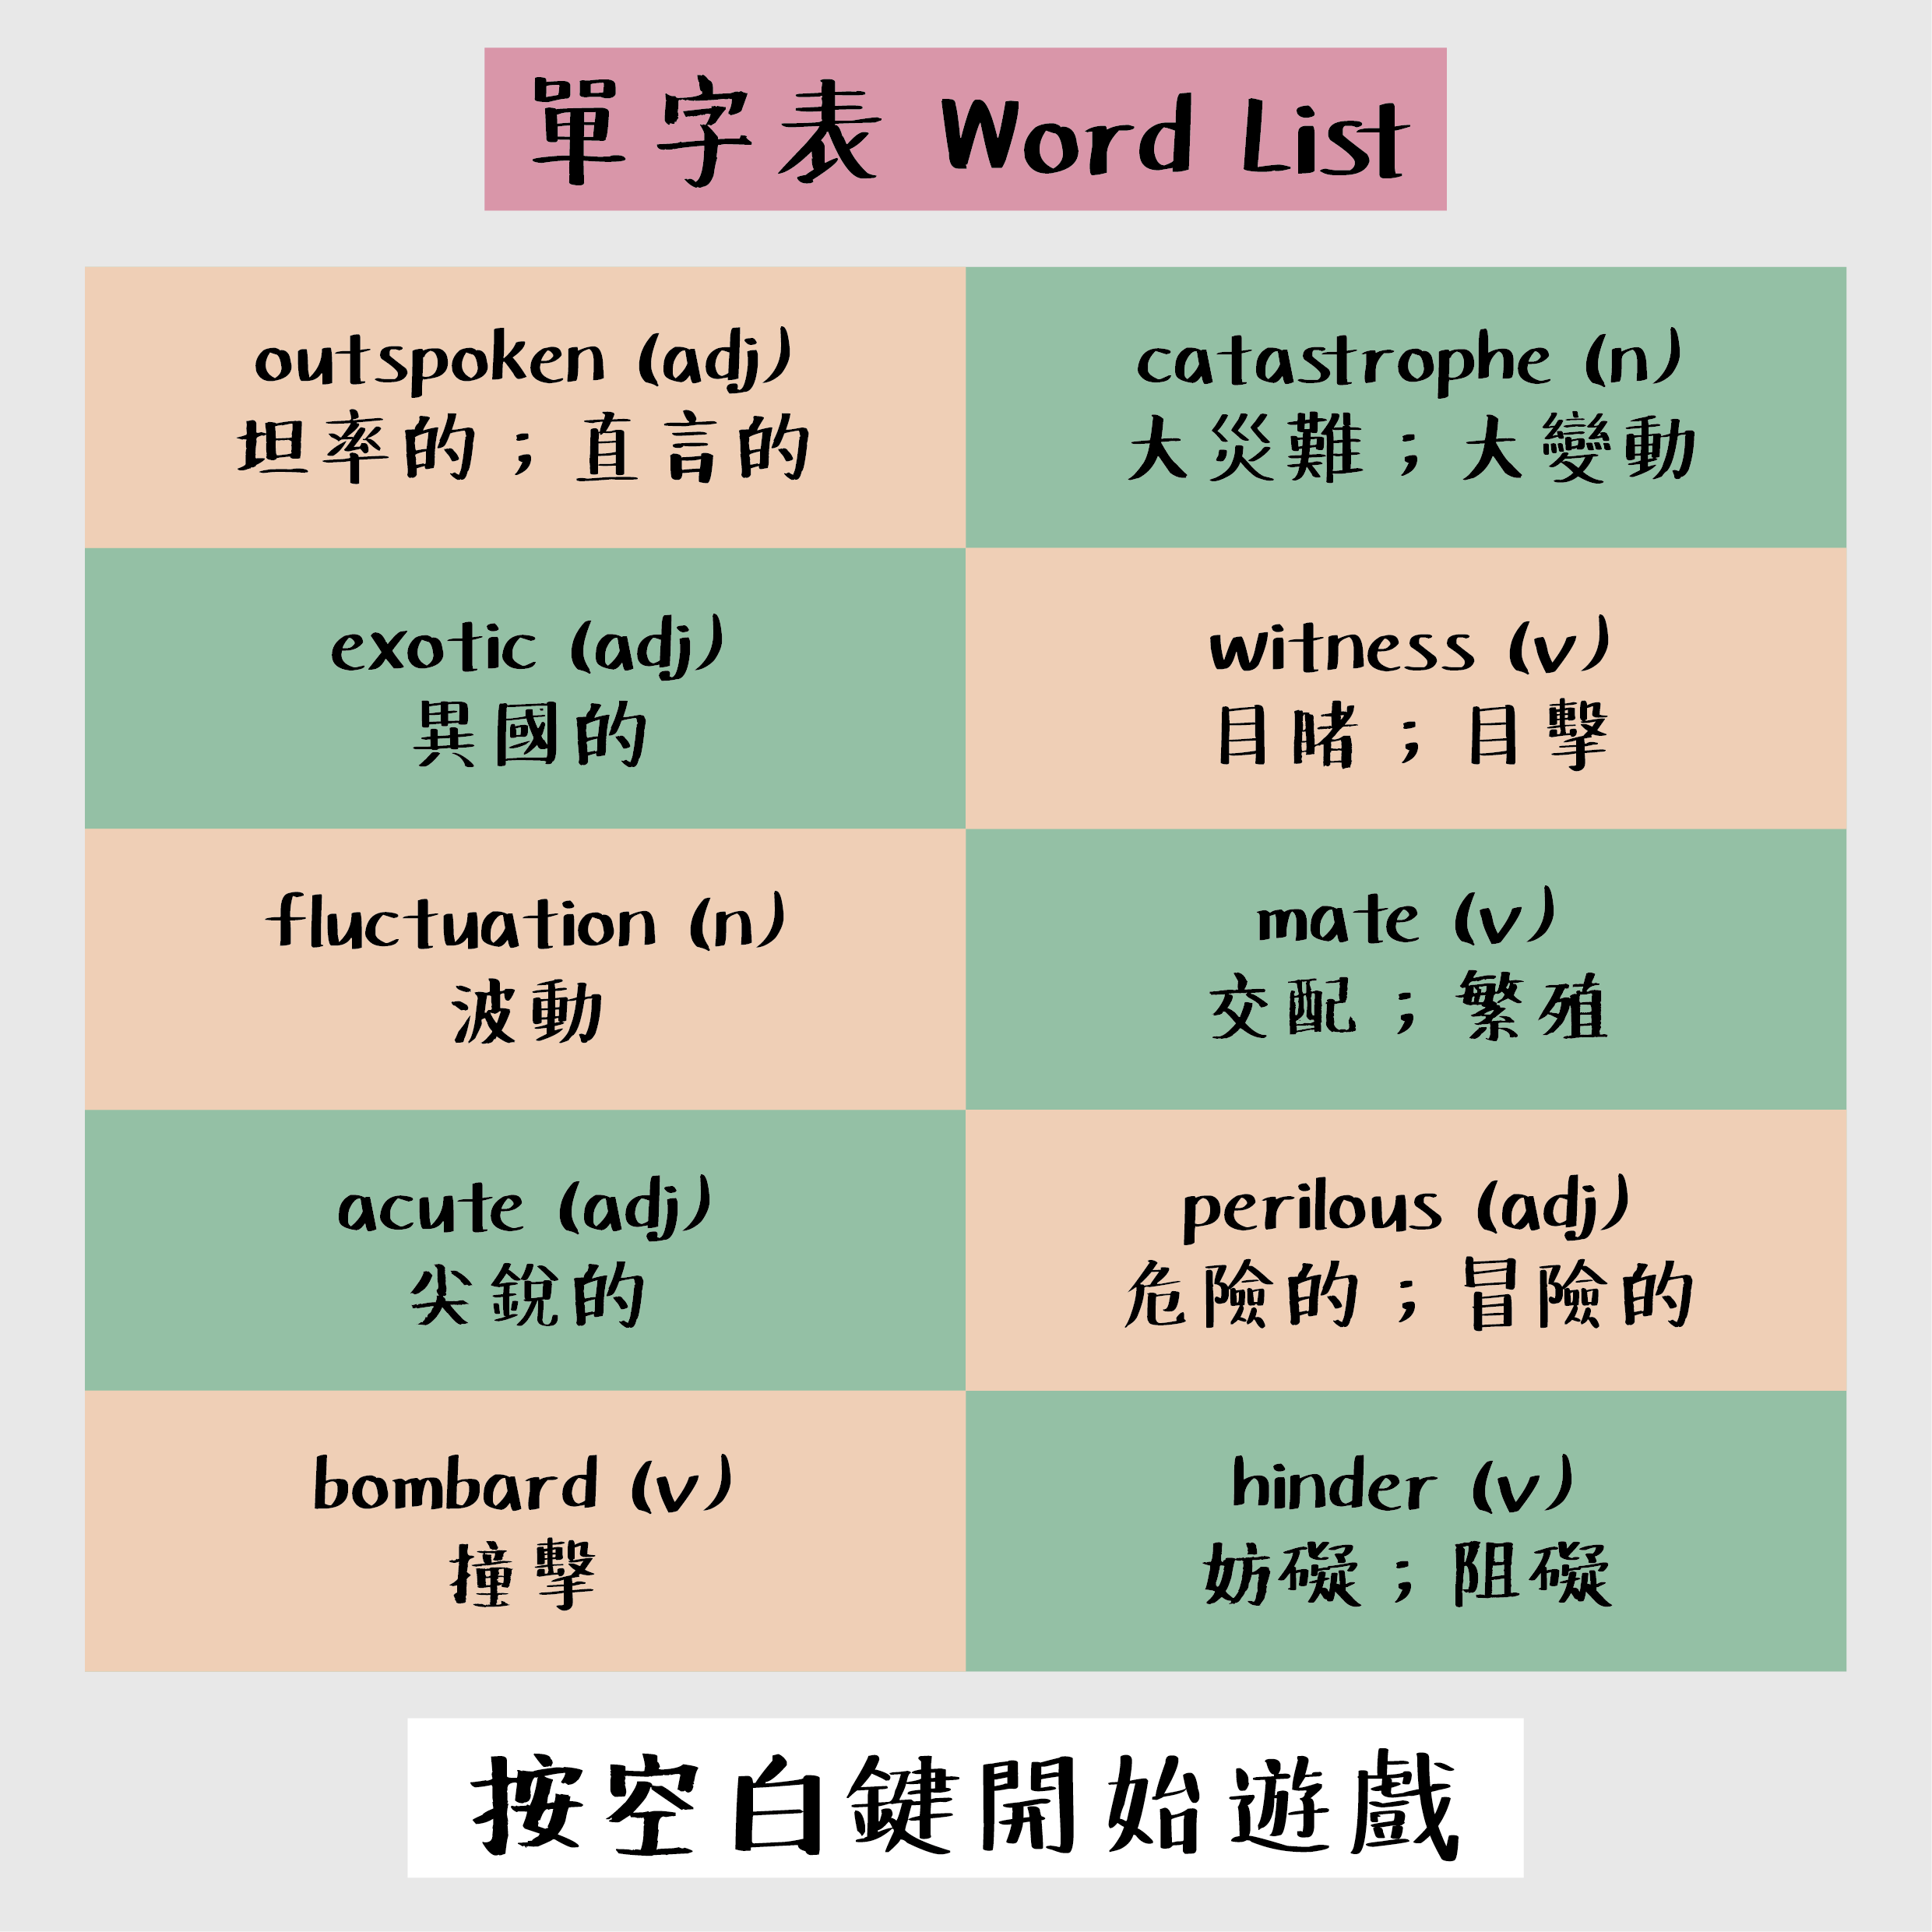 單字表 Word List
outspoken (adj)
坦率的；直言的
catastrophe (n)
大災難；大變動
exotic (adj)
異國的
witness (v)
目睹；目擊
fluctuation (n)
波動
mate (v)
交配；繁殖
acute (adj)
尖銳的
perilous (adj)
危險的；冒險的
bombard (v)
撞擊
hinder (v)
妨礙；阻礙
按空白鍵開始遊戲